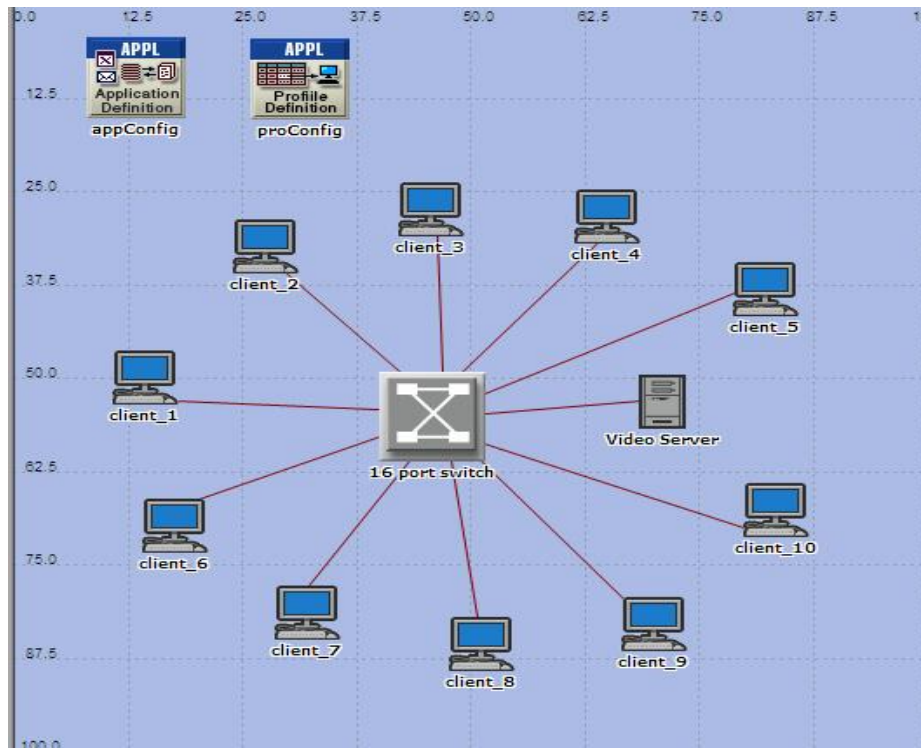 0.0 12.5 25.0 37.5 50.0 62.5 75.0 87.5 1
APPL
Application
Definition
appConfig
APPL
Profiile
Definition
proConfig
12.5
25.0
client_3
client_4
client_2
37.5
client_5
50.0
client_1
Video Server
62.5
16 port switch
client_10
75.0
client_6
client_7
client_9
87.5
client_8
100.0